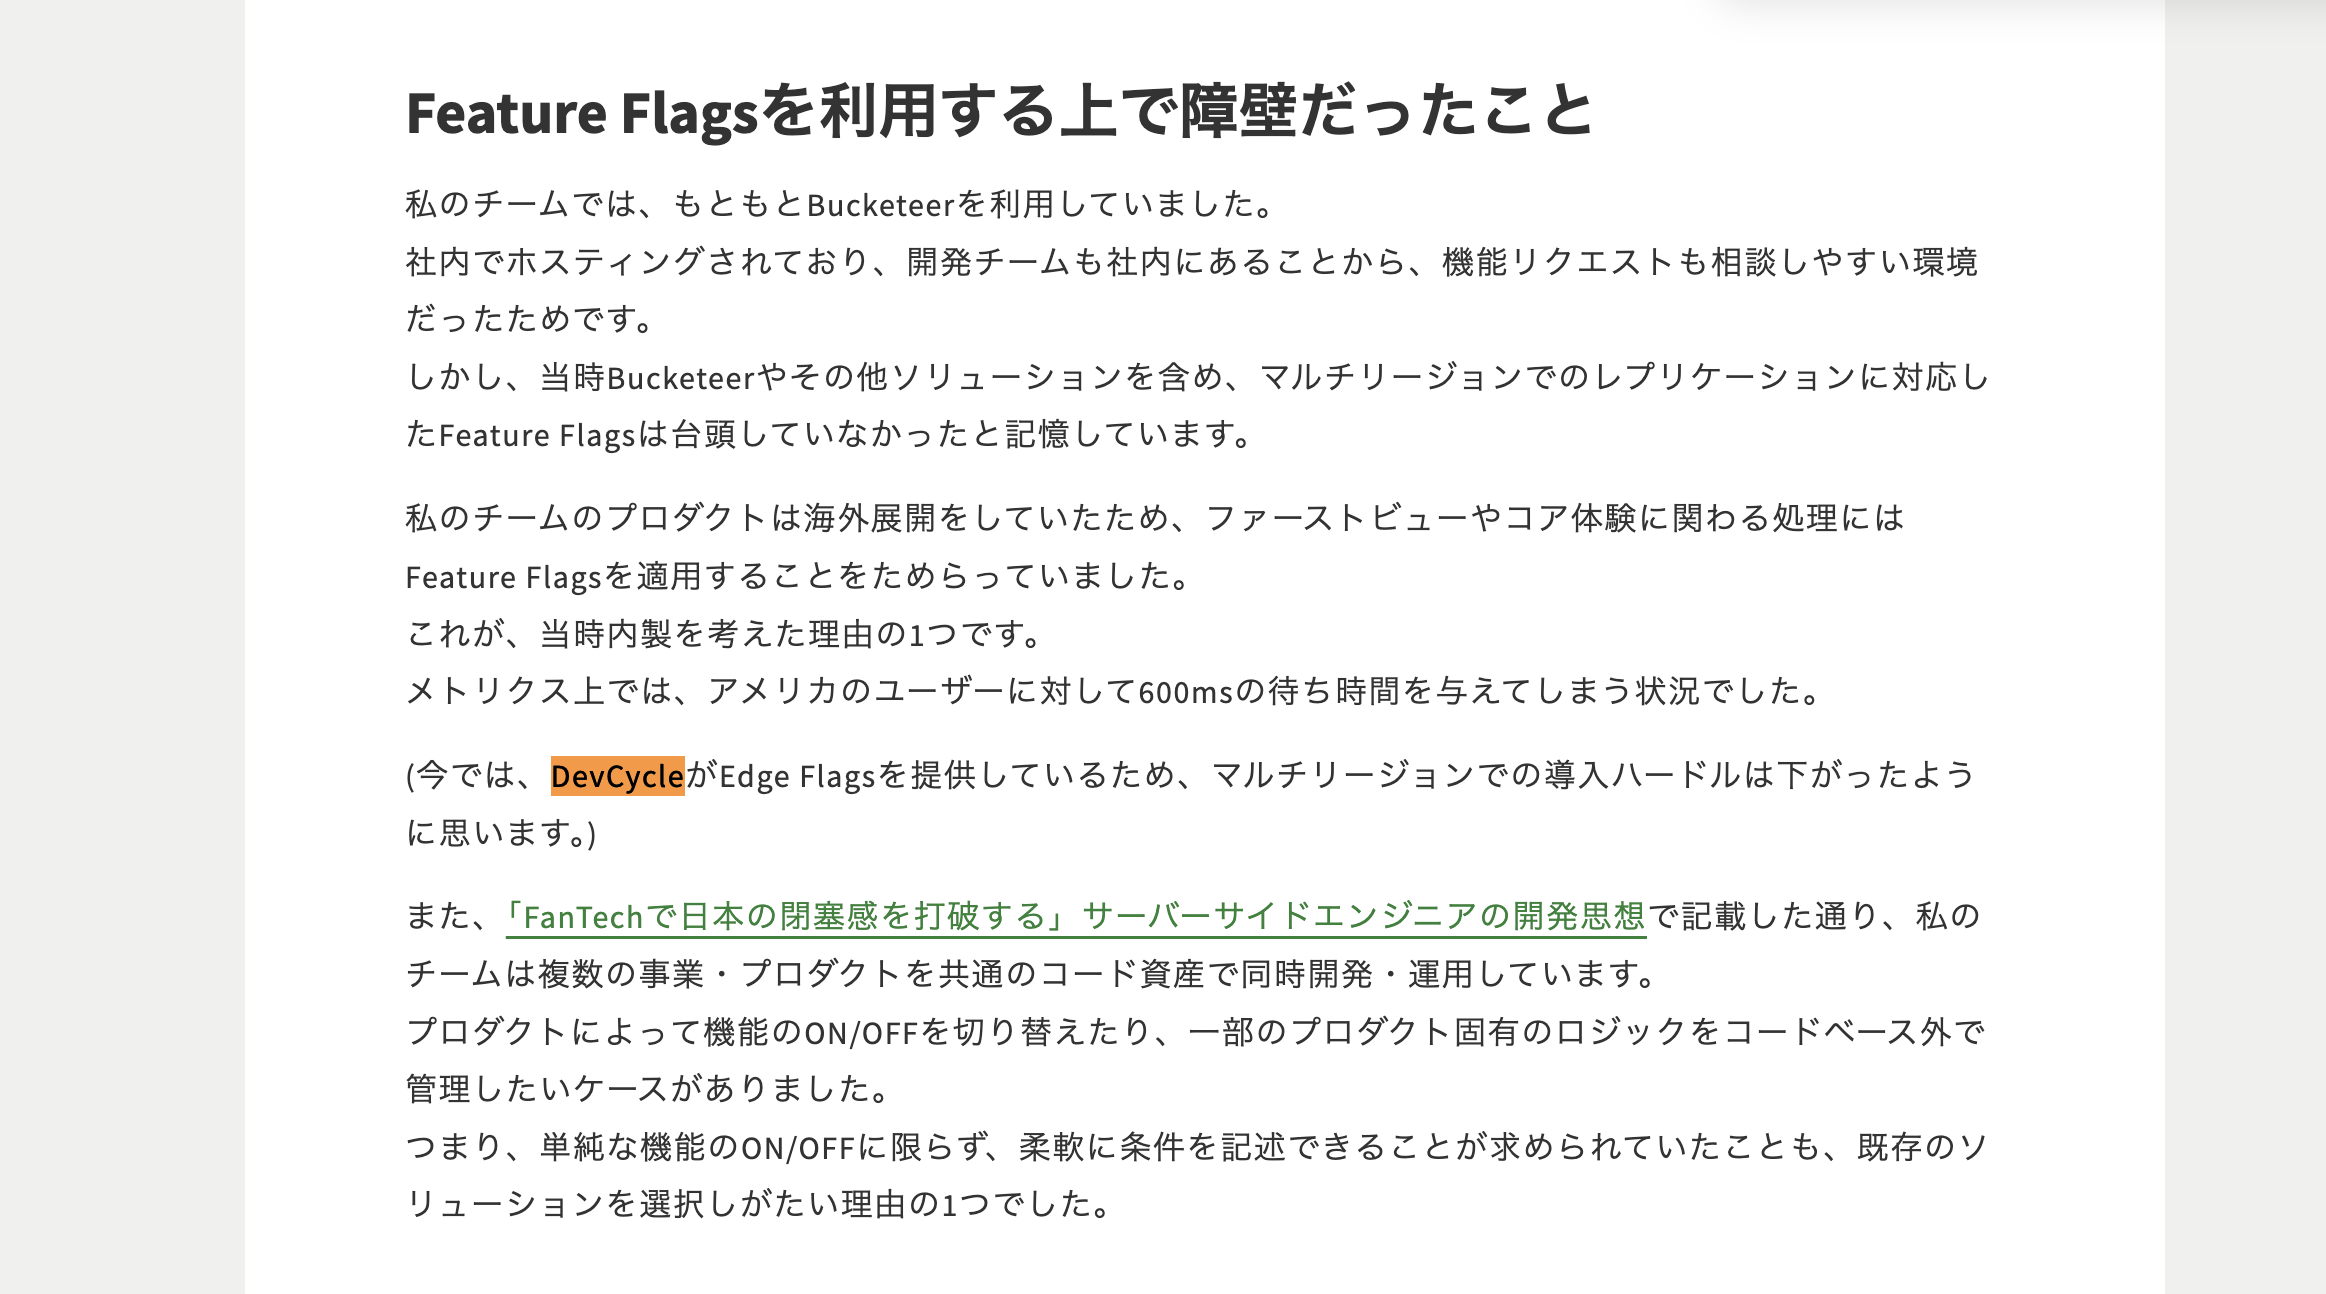 Feature Flagsを利用する上で障壁だったこと
私のチームでは、もともとBucketeerを利用していました。
社内でホスティングされており、開発チームも社内にあることから、機能リクエストも相談しやすい環境
だったためです。
しかし、当時Bucketeerやその他ソリューションを含め、マルチリージョンでのレプリケーションに対応し
たFeature Flagsは台頭していなかったと記憶しています。
私のチームのプロダクトは海外展開をしていたため、ファーストビューやコア体験に関わる処理には
Feature Flagsを適用することをためらっていました。
これが、当時内製を考えた理由の1つです。
メトリクス上では、アメリカのユーザーに対して600msの待ち時間を与えてしまう状況でした。
(今では、DevCycleがEdge Flagsを提供しているため、マルチリージョンでの導入ハードルは下がったよう
に思います。)
また、「FanTechで日本の閉塞感を打破する」サーバーサイドエンジニアの開発思想で記載した通り、私の
チームは複数の事業・プロダクトを共通のコード資産で同時開発・運用しています。
プロダクトによって機能のON/OFFを切り替えたり、一部のプロダクト固有のロジックをコードベース外で
管理したいケースがありました。
つまり、単純な機能のON/OFFに限らず、柔軟に条件を記述できることが求められていたことも、既存のソ
リューションを選択しがたい理由の1つでした。